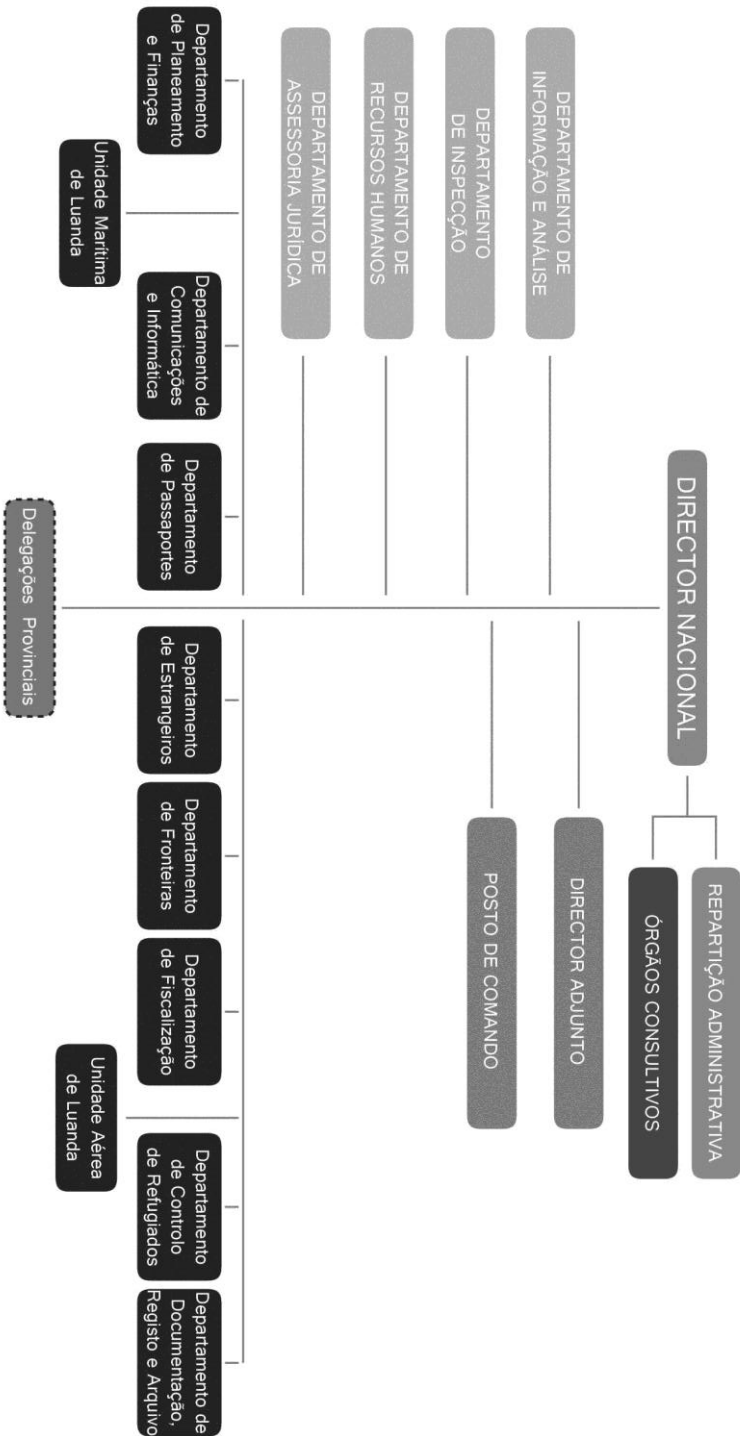 REPARTIÇÃO ADMINISTRATIVA
DIRECTOR NACIONAL
ÓRGÃOS CONSULTIVOS
DEPARTAMENTO DE
INFORMAÇÃO E ANÁLISE
DIRECTOR ADJUNTO
DEPARTAMENTO
DE INSPECÇÃO
POSTO DE COMANDO
DEPARTAMENTO DE
RECURSOS HUMANOS
DEPARTAMENTO DE
ASSESSORIA JURÍDICA
Departamento
de Planeamento
e Finanças
Departamento de
Comunicações
e Informática
Departamento
de Passaportes
Departamento
de Estrangeiros
Departamento
de Fronteiras
Departamento
de Fiscalização
Departamento
de Controlo
de Refugiados
Departamento de
Documentação,
Registo e Arquivo
Unidade Marítima
de Luanda
Unidade Aérea
de Luanda
Delegações Provinciais